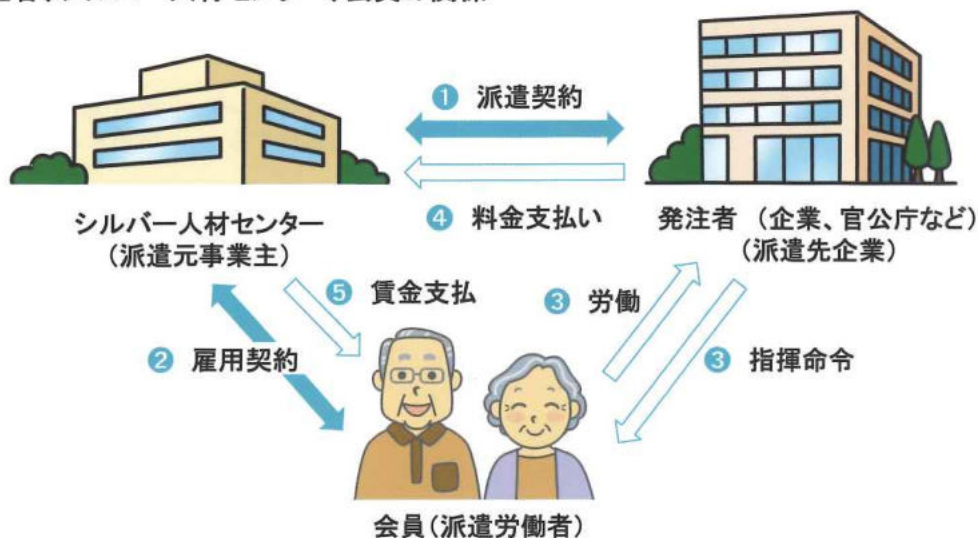 ❶ 派遣契約
❹ 料金支払い
シルバー人材センター
(派遣元事業主)
発注者 (企業、官公庁など)
(派遣先企業)
❺ 賃金支払
❸ 労働
❷ 雇用契約
❸ 指揮命令
会員(派遣労働者)